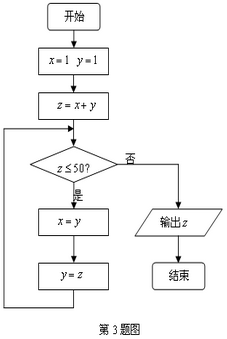 开始
x=1 y=1
z=x+y
z≤50?
否
是
x=y
输出z
y=z
结束
第3题图